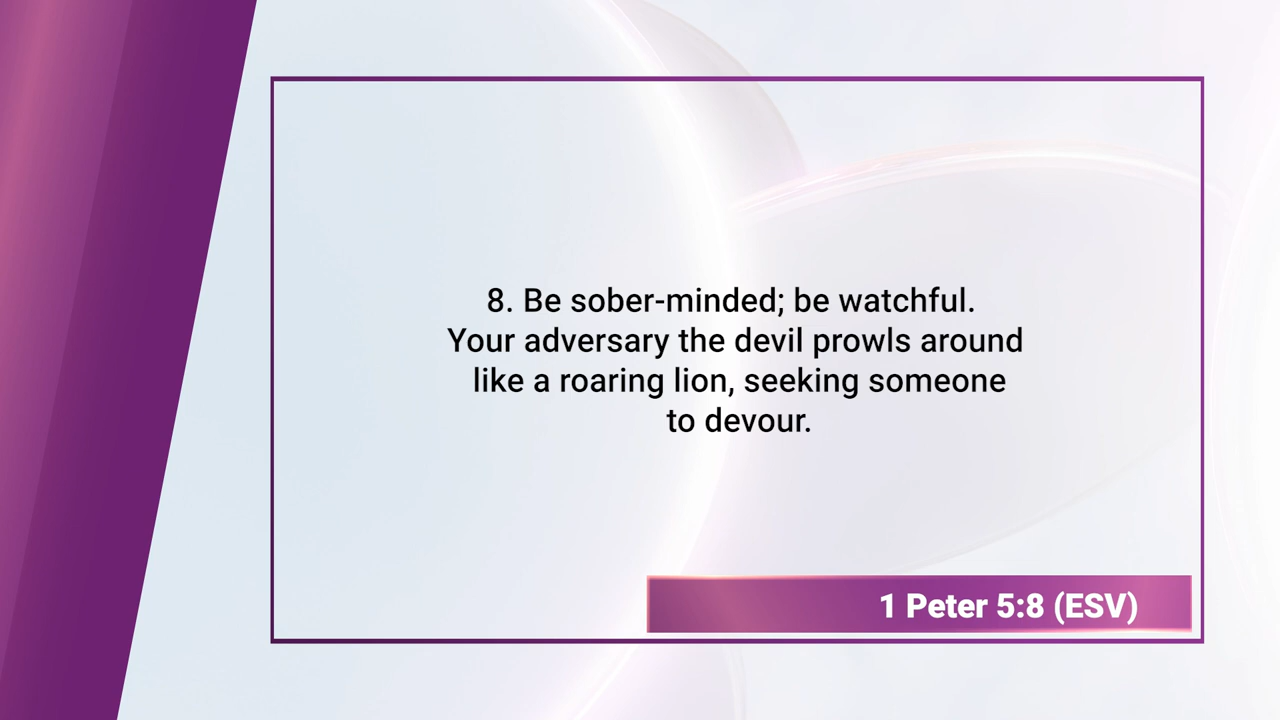 8. Be sober-minded; be watchful.
Your adversary the devil prowls around
like a roaring lion, seeking someone
to devour.
1 Peter 5:8 (ESV)